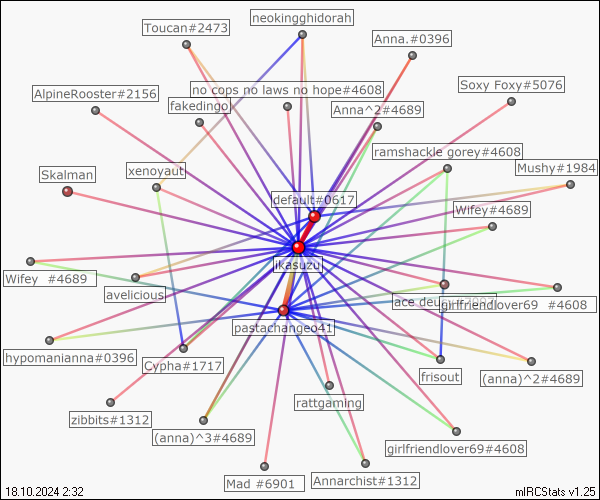 neokingghidorah
Toucan#2473
Anna.#0396
Soxy Foxy#5076
no cops no laws no hope#4608
AlpineRooster#2156
fakedingo
Anna^2#4689
ramshackle gorey#4608
xenoyaut
Mushy#1984
Skalman
default#0617
Wifey#4689
ikasuzu
Wifey #4689
avelicious
girlfriendlover69 #4608
pastachangeo41
hypomanianna#0396
Cypha#1717
frisout
(anna)^2#4689
rattgaming
zibbits#1312
(anna)^3#4689
girlfriendlover69#4608
Mad #6901
Annarchist#1312
18.10.2024 2:32
mIRCStats v1.25